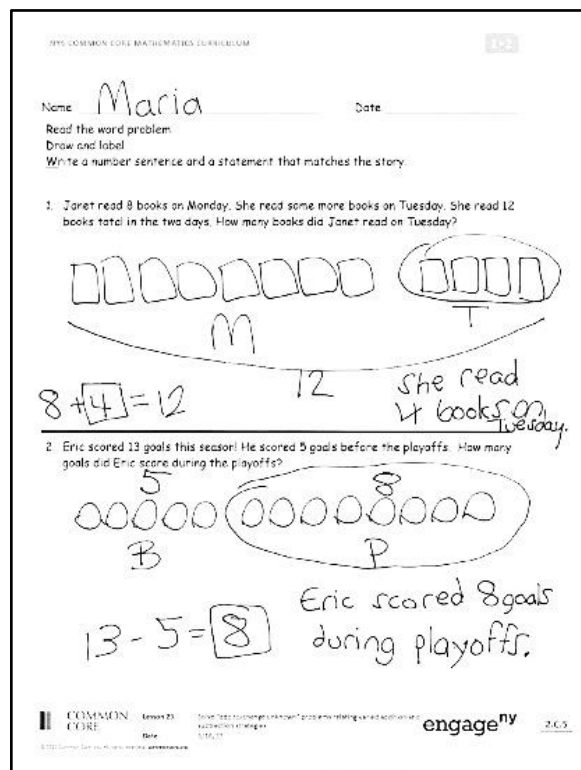 NYS COMMON CORE MATHEMATICS CURRICULUM
Name Maria Date
Read the word problem
Draw and label
Write a number sentence and a statement that matches the story
1. Janet read 8 books on Monday. She read some more books on Tuesday. She read 12
books total in the two days. How many books did Janet read on Tuesday?
M T
12
8 + 4 = 12
She read
4 books on
Tuesday.
2. Eric scored 13 goals this season! He scored 5 goals before the playoffs. How many
goals did Eric score during the playoffs?
5 8
B P
13 - 5 = 8
Eric scored 8 goals
during playoffs.
COMMON
CORE
Lesson 21
Date
engageny